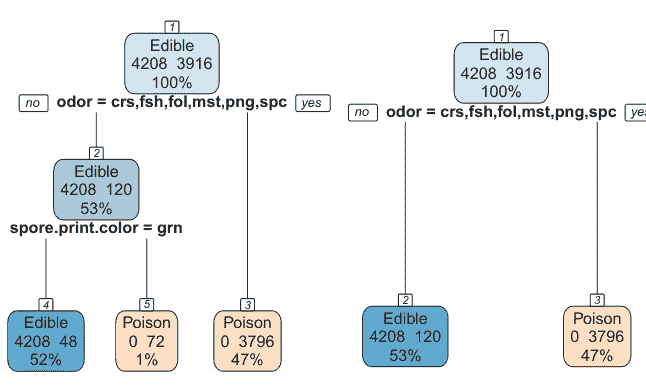 1
Edible
4208 3916
100%
no odor = crs,fsh,fol,mst,png,spc yes
2
Edible
4208 120
53%
spore.print.color = grn
4
Edible
4208 48
52%
5
Poison
0 72
1%
3
Poison
0 3796
47%
1
Edible
4208 3916
100%
no odor = crs,fsh,fol,mst,png,spc yes
2
Edible
4208 120
53%
3
Poison
0 3796
47%